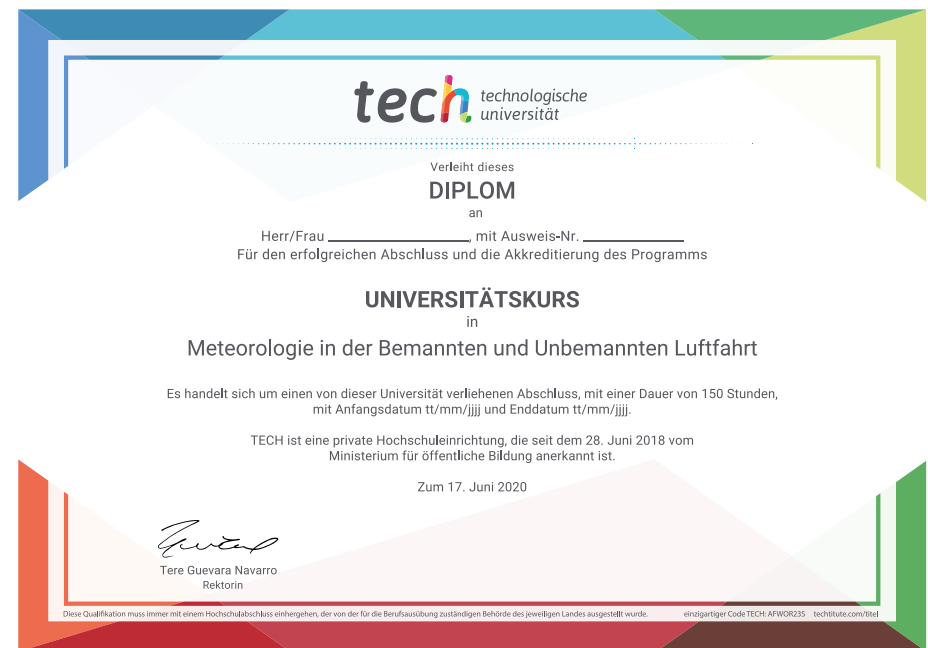 tech technologische
universität
Verleiht dieses
DIPLOM
an
Herr/Frau ____________________, mit Ausweis-Nr. ______________
Für den erfolgreichen Abschluss und die Akkreditierung des Programms
UNIVERSITÄTSKURS
in
Meteorologie in der Bemannten und Unbemannten Luftfahrt
Es handelt sich um einen von dieser Universität verliehenen Abschluss, mit einer Dauer von 150 Stunden,
mit Anfangsdatum tt/mm/jjjj und Enddatum tt/mm/jjjj.
TECH ist eine private Hochschuleinrichtung, die seit dem 28. Juni 2018 vom
Ministerium für öffentliche Bildung anerkannt ist.
Zum 17. Juni 2020
Tere Guevara Navarro
Rektorin
Diese Qualifikation muss immer mit einem Hochschulabschluss einhergehen, der von der für die Berufsausübung zuständigen Behörde des jeweiligen Landes ausgestellt wurde. einzigartiger Code TECH: AFWOR235 techtitute.com/titel